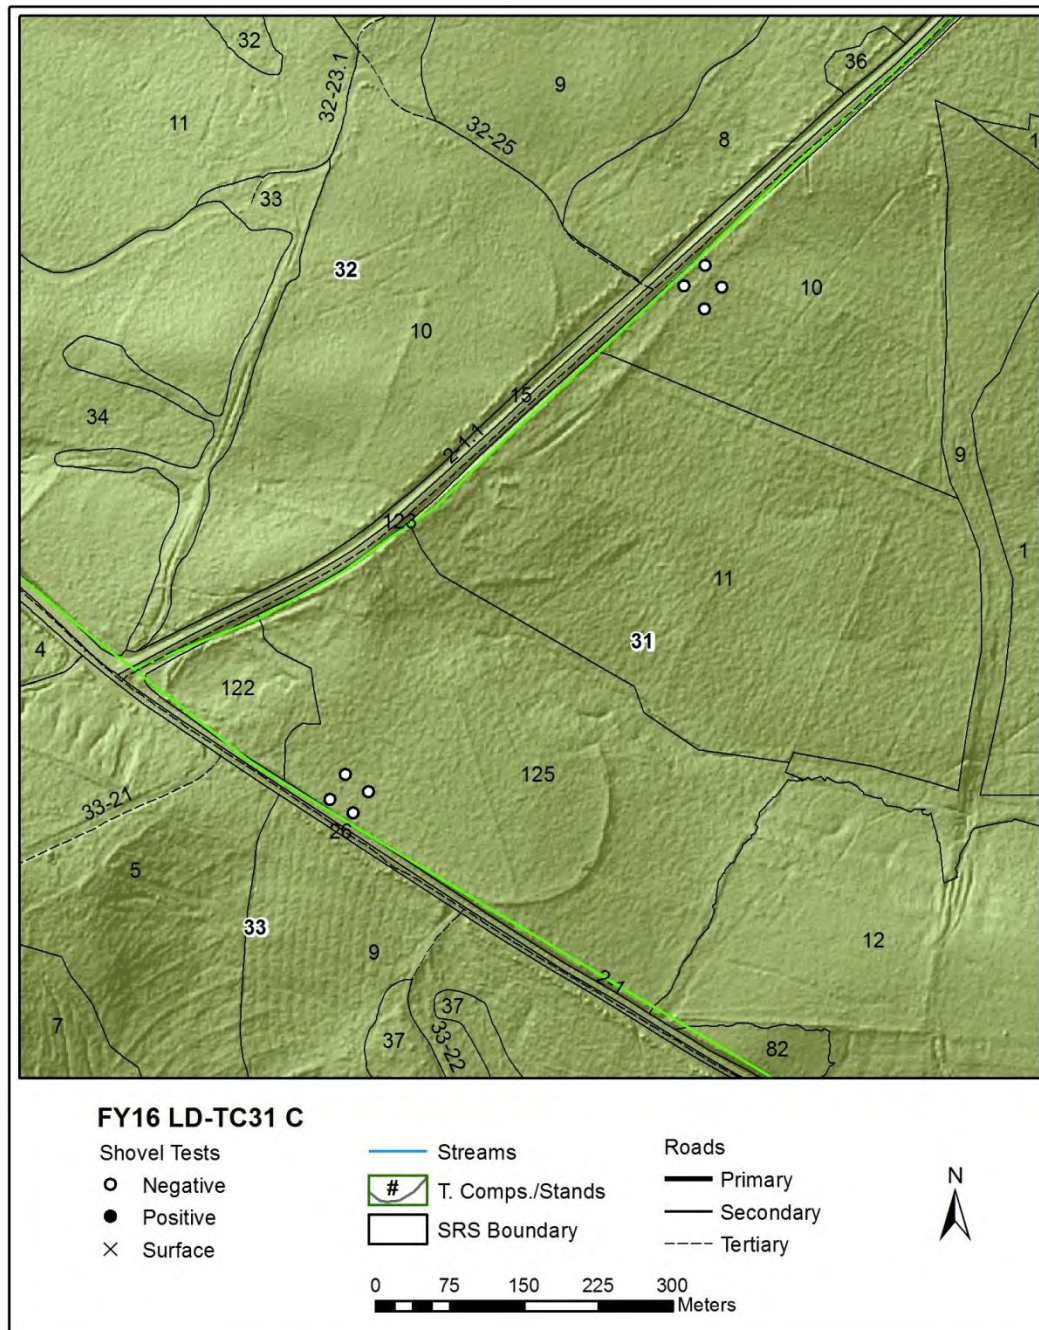 32
36
9
11
32-23.1
32-25
8
1
33
32
10
10
15
34
2-1.1
9
123
11
1
31
4
122
125
33-21
26
5
33
9
12
2-1
37
37
33-22
7
82
FY16 LD-TC31 C
Shovel Tests
Negative
Positive
Surface
Streams
# T. Comps./Stands
SRS Boundary
Roads
Primary
Secondary
Tertiary
N
0 75 150 225 300
Meters